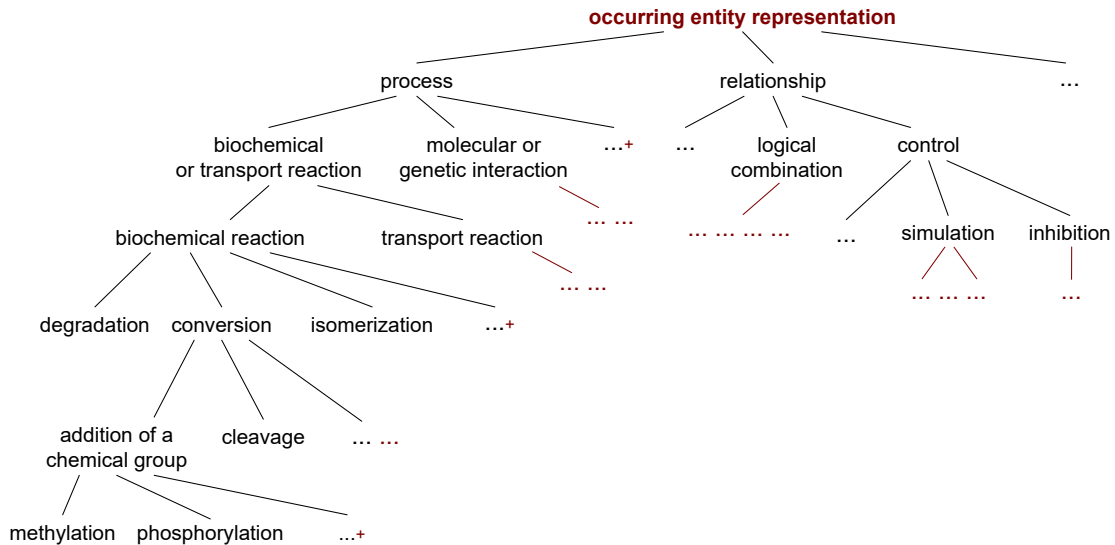 occurring entity representation
process
relationship
...
biochemical
or transport reaction
molecular or
genetic interaction
...+
...
logical
combination
control
... ...
... ... ... ...
biochemical reaction
transport reaction
...
simulation
inhibition
... ...
... ... ...
...
degradation
conversion
isomerization
...+
addition of a
chemical group
cleavage
... ...
methylation
phosphorylation
...+